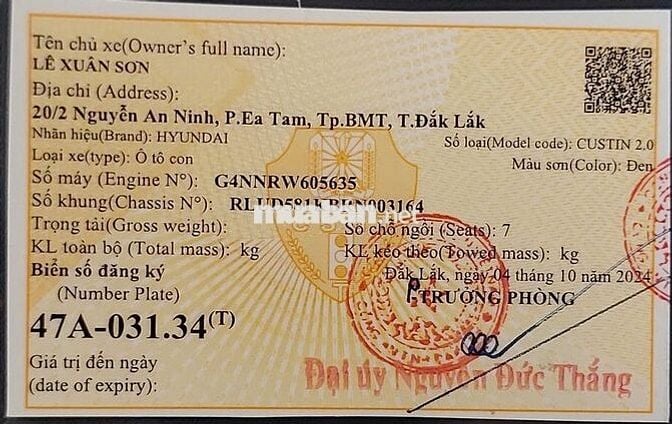 Tên chủ xe(Owner's full name):
LÊ XUÂN SƠN
Địa chỉ (Address):
20/2 Nguyễn An Ninh, P.Ea Tam, Tp.BMT, T.Đắk Lắk
Nhãn hiệu(Brand): HYUNDAI
Số loại(Model code): CUSTIN 2.0
Loại xe(type): Ô tô con
Màu sơn(Color): Đen
Số máy (Engine N°): G4NNRW605635
Số khung(Chassis N°):
Trọng tải(Gross weight):
Số chỗ ngồi (Seats): 7
muaban.net
KL toàn bộ (Total mass): kg
KL kéo theo(Towed mass): kg
Biển số đăng ký
Đắk Lắk, ngày 04 tháng 10 năm 2024
(Number Plate)
P.TRƯỞNG PHÒNG
47A-031.34(T)
Giá trị đến ngày
Đại úy Nguyễn Đức Thắng
(date of expiry):